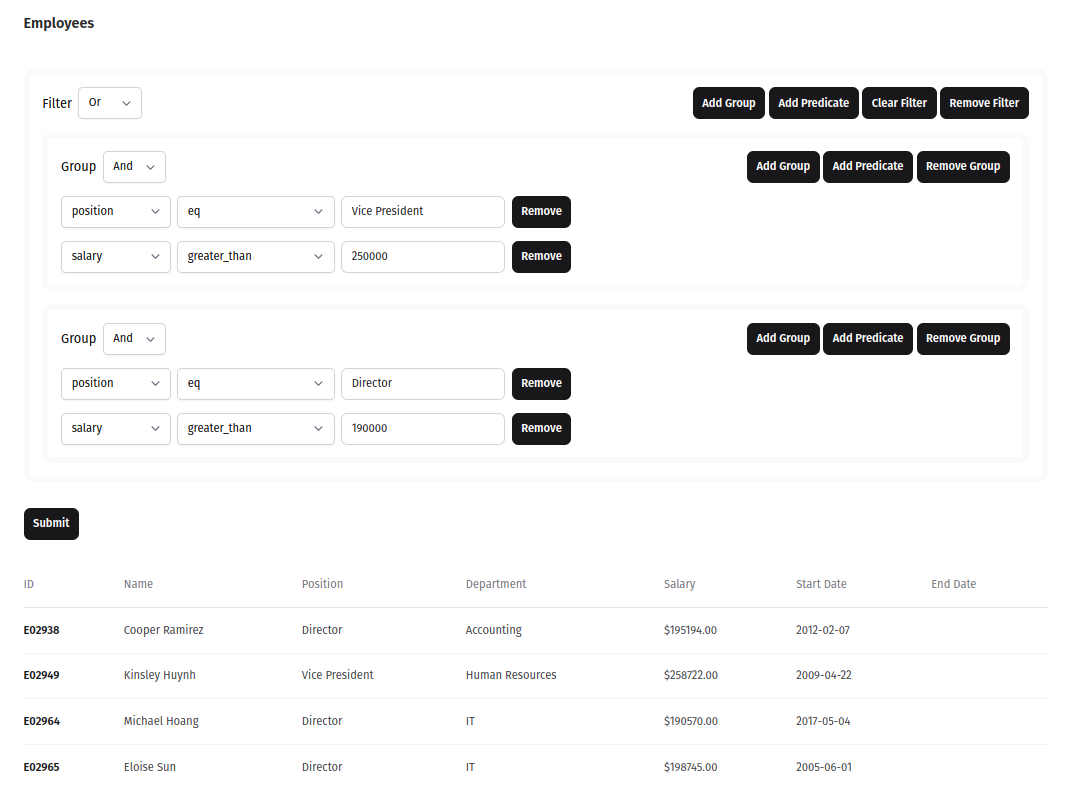 Employees
Filter Or Add Group Add Predicate Clear Filter Remove Filter
Group And Add Group Add Predicate Remove Group
position eq Vice President Remove
salary greater_than 250000 Remove
Group And Add Group Add Predicate Remove Group
position eq Director Remove
salary greater_than 190000 Remove
Submit
ID Name Position Department Salary Start Date End Date
E02938 Cooper Ramirez Director Accounting $195194.00 2012-02-07
E02949 Kinsley Huynh Vice President Human Resources $258722.00 2009-04-22
E02964 Michael Hoang Director IT $190570.00 2017-05-04
E02965 Eloise Sun Director IT $198745.00 2005-06-01